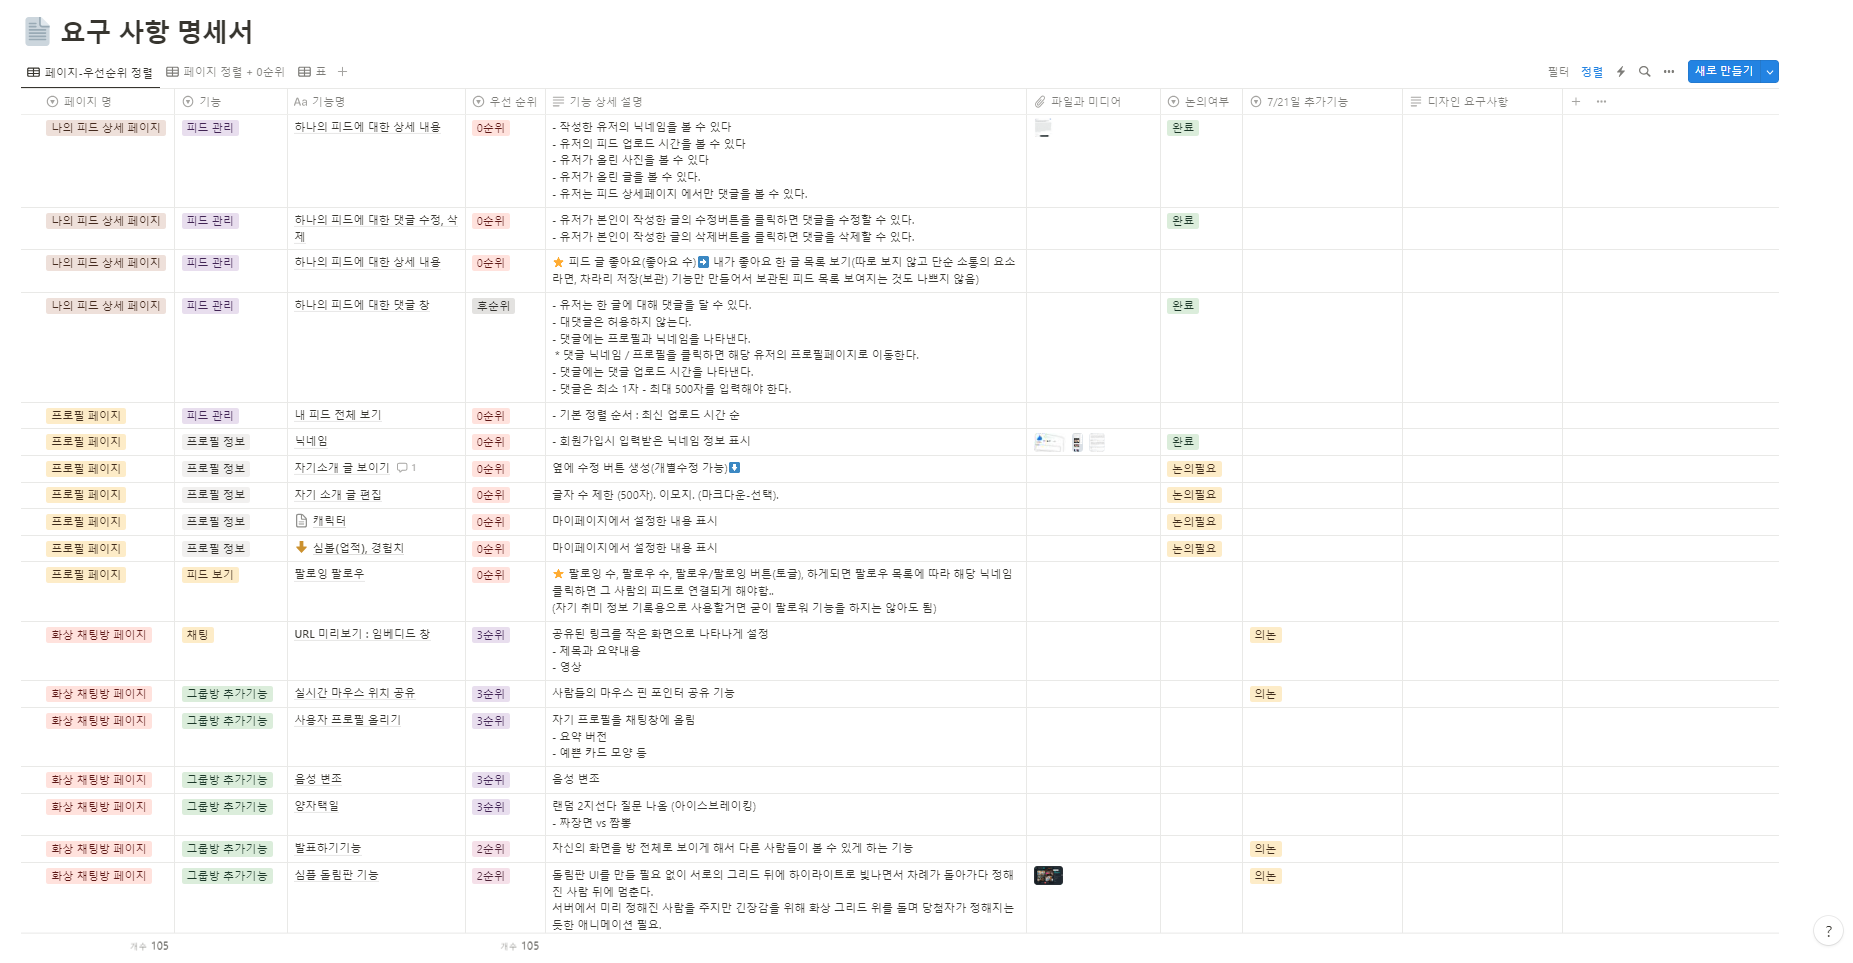 요구 사항 명세서
페이지-우선순위 정렬 페이지 정렬 + 0순위 표 +
필터 정렬 새로 만들기
페이지 명 기능 Aa 기능명 우선 순위 기능 상세 설명 파일과 미디어 논의여부 7/21일 추가기능 디자인 요구사항 +
나의 피드 상세 페이지 피드 관리 하나의 피드에 대한 상세 내용 0순위 - 작성한 유저의 닉네임을 볼 수 있다 완료
- 유저의 피드 업로드 시간을 볼 수 있다
- 유저가 올린 사진을 볼 수 있다
- 유저가 올린 글을 볼 수 있다.
- 유저는 피드 상세페이지 에서만 댓글을 볼 수 있다.
나의 피드 상세 페이지 피드 관리 하나의 피드에 대한 댓글 수정, 삭 0순위 - 유저가 본인이 작성한 글의 수정버튼을 클릭하면 댓글을 수정할 수 있다. 완료
제 - 유저가 본인이 작성한 글의 삭제버튼을 클릭하면 댓글을 삭제할 수 있다.
나의 피드 상세 페이지 피드 관리 하나의 피드에 대한 상세 내용 0순위 ⭐ 피드 글 좋아요(좋아요 수)➡️ 내가 좋아요 한 글 목록 보기(따로 보지 않고 단순 소통의 요소
라면, 차라리 저장(보관) 기능만 만들어서 보관된 피드 목록 보여지는 것도 나쁘지 않음)
나의 피드 상세 페이지 피드 관리 하나의 피드에 대한 댓글 창 후순위 - 유저는 한 글에 대해 댓글을 달 수 있다. 완료
- 대댓글은 허용하지 않는다.
- 댓글에는 프로필과 닉네임을 나타낸다.
* 댓글 닉네임 / 프로필을 클릭하면 해당 유저의 프로필페이지로 이동한다.
- 댓글에는 댓글 업로드 시간을 나타낸다.
- 댓글은 최소 1자 - 최대 500자를 입력해야 한다.
프로필 페이지 피드 관리 내 피드 전체 보기 0순위 - 기본 정렬 순서 : 최신 업로드 시간 순
프로필 페이지 프로필 정보 닉네임 0순위 - 회원가입시 입력받은 닉네임 정보 표시 완료
프로필 페이지 프로필 정보 자기소개 글 보이기 1 0순위 옆에 수정 버튼 생성(개별수정 가능)⬇️ 논의필요
프로필 페이지 프로필 정보 자기 소개 글 편집 0순위 글자 수 제한 (500자). 이모지. (마크다운-선택). 논의필요
프로필 페이지 프로필 정보 캐릭터 0순위 마이페이지에서 설정한 내용 표시 논의필요
프로필 페이지 프로필 정보 심볼(업적), 경험치 0순위 마이페이지에서 설정한 내용 표시 논의필요
프로필 페이지 피드 보기 팔로잉 팔로우 0순위 ⭐ 팔로잉 수, 팔로우 수, 팔로우/팔로잉 버튼(토글), 하게되면 팔로우 목록에 따라 해당 닉네임
클릭하면 그 사람의 피드로 연결되게 해야함..
(자기 취미 정보 기록용으로 사용할거면 굳이 팔로워 기능을 하지는 않아도 됨)
화상 채팅방 페이지 채팅 URL 미리보기 : 임베디드 창 3순위 공유된 링크를 작은 화면으로 나타나게 설정 의논
- 제목과 요약내용
- 영상
화상 채팅방 페이지 그룹방 추가기능 실시간 마우스 위치 공유 3순위 사람들의 마우스 핀 포인터 공유 기능 의논
화상 채팅방 페이지 그룹방 추가기능 사용자 프로필 올리기 3순위 자기 프로필을 채팅창에 올림
- 요약 버전
- 예쁜 카드 모양 등
화상 채팅방 페이지 그룹방 추가기능 음성 변조 3순위 음성 변조
화상 채팅방 페이지 그룹방 추가기능 양자택일 3순위 랜덤 2지선다 질문 나옴 (아이스브레이킹)
- 짜장면 vs 짬뽕
화상 채팅방 페이지 그룹방 추가기능 발표하기기능 2순위 자신의 화면을 방 전체로 보이게 해서 다른 사람들이 볼 수 있게 하는 기능 의논
화상 채팅방 페이지 그룹방 추가기능 심플 돌림판 기능 2순위 돌림판 UI를 만들 필요 없이 서로의 그리드 뒤에 하이라이트로 빛나면서 차례가 돌아가다 정해 의논
진 사람 뒤에 멈춘다.
서버에서 미리 정해진 사람을 주지만 긴장감을 위해 화상 그리드 위를 돌며 당첨자가 정해지는
듯한 애니메이션 필요.
개수 105 개수 105
?